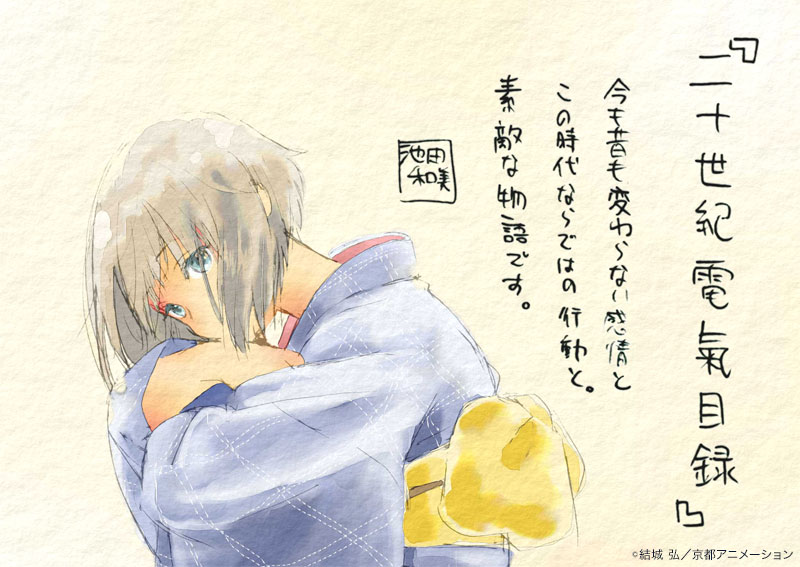 『二十世紀電氣目録』
今も昔も変わらない感情と
この時代ならではの行動と。
素敵な物語です。
池田
和美
©結城 弘／京都アニメーション